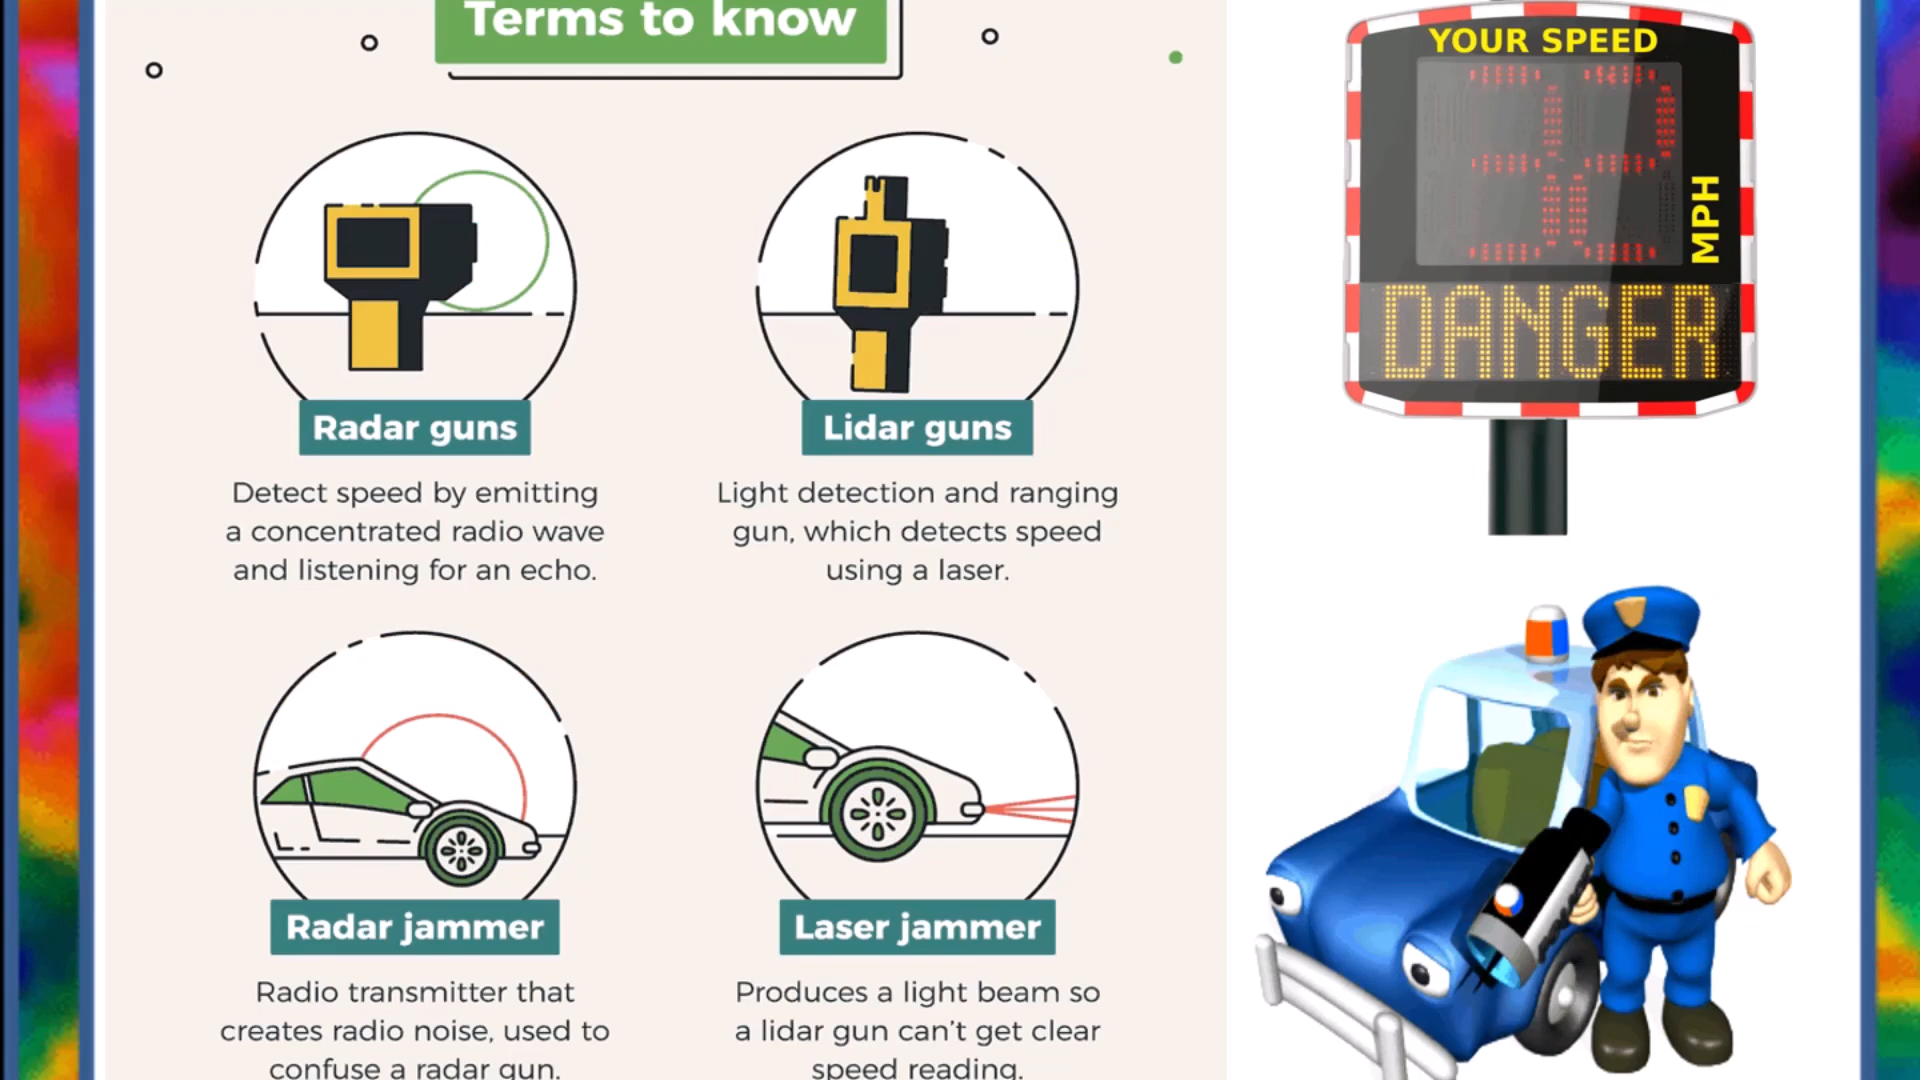 Terms to know
Radar guns
Detect speed by emitting
a concentrated radio wave
and listening for an echo.
Lidar guns
Light detection and ranging
gun, which detects speed
using a laser.
Radar jammer
Radio transmitter that
creates radio noise, used to
confuse a radar gun.
Laser jammer
Produces a light beam so
a lidar gun can’t get clear
speed reading.
YOUR SPEED
MPH
DANGER